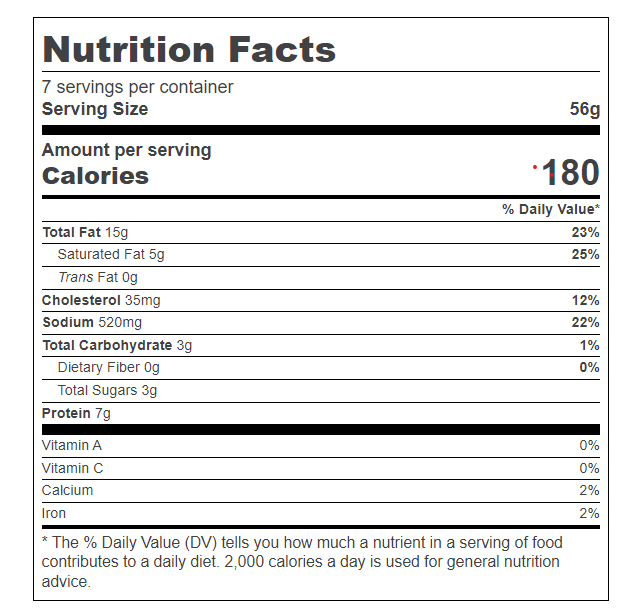 Nutrition Facts
7 servings per container
Serving Size 56g
Amount per serving
Calories 180
% Daily Value*
Total Fat 15g 23%
Saturated Fat 5g 25%
Trans Fat 0g
Cholesterol 35mg 12%
Sodium 520mg 22%
Total Carbohydrate 3g 1%
Dietary Fiber 0g 0%
Total Sugars 3g
Protein 7g
Vitamin A 0%
Vitamin C 0%
Calcium 2%
Iron 2%
* The % Daily Value (DV) tells you how much a nutrient in a serving of food
contributes to a daily diet. 2,000 calories a day is used for general nutrition
advice.